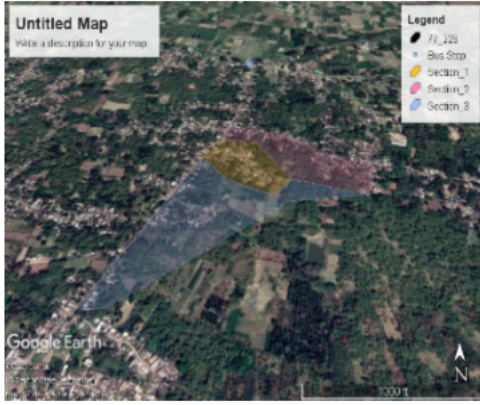 Untitled Map
Write a description for your map.
Legend
Bus Stop
Section_1
Section_2
Section_3
Google Earth
1000 ft
N